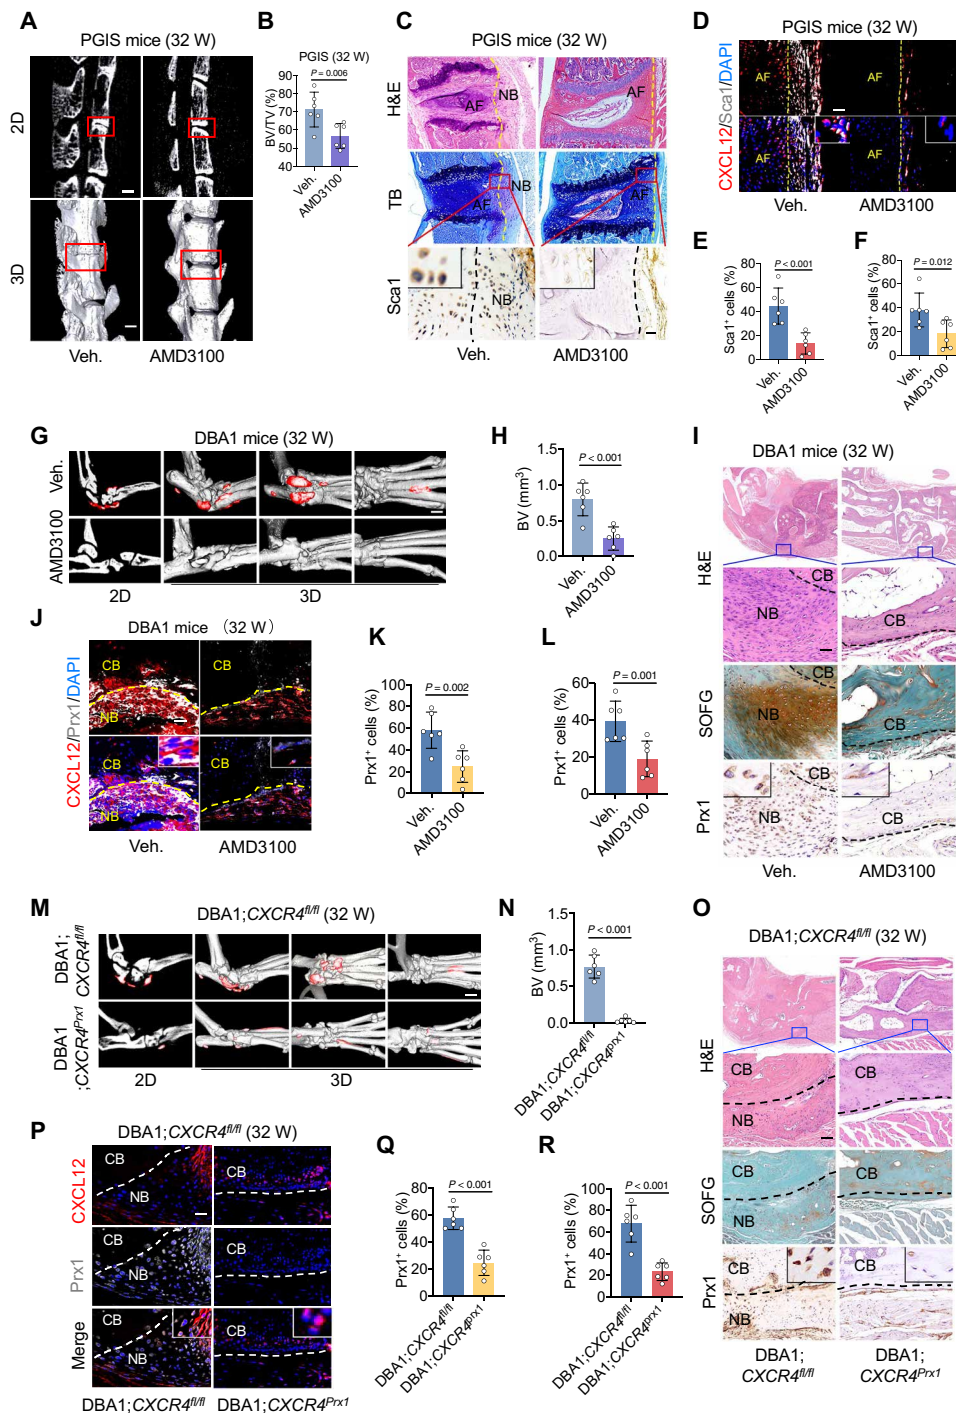 A
PGIS mice (32 W)
2D
3D
Veh.
AMD3100
B
PGIS (32 W)
P = 0.006
BV/TV (%)
90
80
70
60
50
40
Veh.
AMD3100
C
PGIS mice (32 W)
H&E
AF
NB
TB
AF
NB
AF
Sca1
NB
Veh.
AMD3100
D
PGIS mice (32 W)
CXCL12/Sca1/DAPI
AF
AF
AF
AF
Veh.
AMD3100
E
P < 0.001
Sca1+ cells (%)
80
60
40
20
0
Veh.
AMD3100
F
P = 0.012
Sca1+ cells (%)
80
60
40
20
0
Veh.
AMD3100
G
DBA1 mice (32 W)
Veh.
AMD3100
2D
3D
H
P < 0.001
BV (mm3)
1.5
1.0
0.5
0.0
Veh.
AMD3100
I
DBA1 mice (32 W)
H&E
CB
NB
CB
SOFG
CB
NB
CB
Prx1
CB
NB
CB
Veh.
AMD3100
J
DBA1 mice (32 W)
CXCL12/Prx1/DAPI
CB
CB
NB
CB
CB
NB
Veh.
AMD3100
K
P = 0.002
Prx1+ cells (%)
100
80
60
40
20
0
Veh.
AMD3100
L
P = 0.001
Prx1+ cells (%)
60
40
20
0
Veh.
AMD3100
M
DBA1;CXCR4fl/fl (32 W)
DBA1;
CXCR4fl/fl
DBA1
;CXCR4Prx1
2D
3D
N
P < 0.001
BV (mm3)
1.5
1.0
0.5
0.0
DBA1;CXCR4fl/fl
DBA1;CXCR4prx1
O
DBA1;CXCR4fl/fl (32 W)
H&E
CB
CB
NB
SOFG
CB
CB
NB
Prx1
CB
CB
NB
DBA1;
CXCR4fl/fl
DBA1;
CXCR4Prx1
P
DBA1;CXCR4fl/fl (32 W)
CXCL12
CB
NB
CB
Prx1
CB
NB
CB
Merge
CB
NB
CB
DBA1;CXCR4fl/fl
DBA1;CXCR4Prx1
Q
P < 0.001
Prx1+ cells (%)
100
80
60
40
20
0
DBA1;CXCR4fl/fl
DBA1;CXCR4prx1
R
P < 0.001
Prx1+ cells (%)
100
80
60
40
20
0
DBA1;CXCR4fl/fl
DBA1;CXCR4prx1